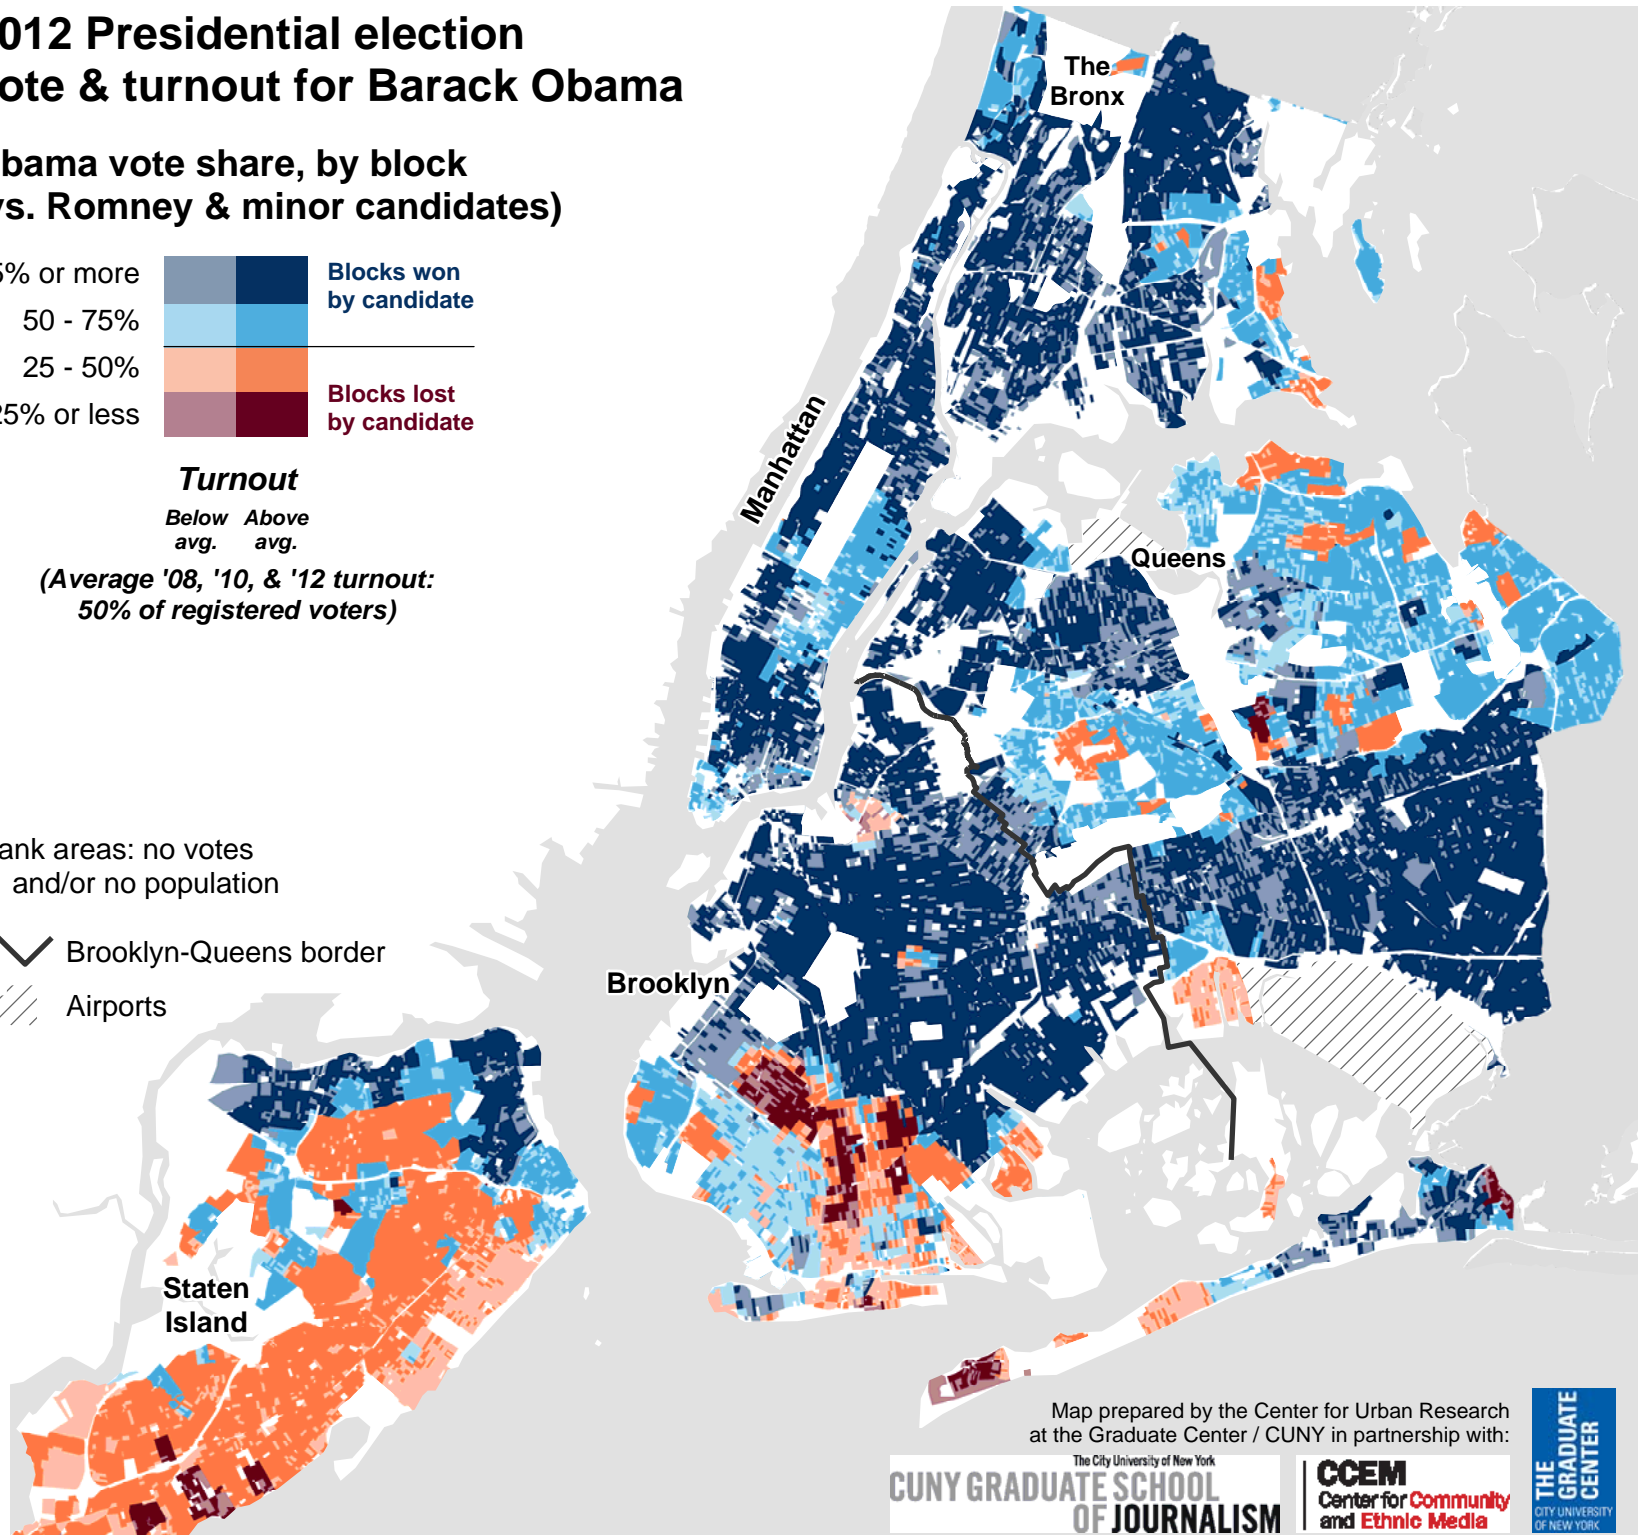 012 Presidential election
ote & turnout for Barack Obama
bama vote share, by block
vs. Romney & minor candidates)
5% or more
50 - 75%
25 - 50%
25% or less
Blocks won
by candidate
Blocks lost
by candidate
Turnout
Below avg.
Above avg.
(Average '08, '10, & '12 turnout:
50% of registered voters)
ank areas: no votes
and/or no population
Brooklyn-Queens border
Airports
The
Bronx
Manhattan
Queens
Brooklyn
Staten
Island
Map prepared by the Center for Urban Research
at the Graduate Center / CUNY in partnership with:
The City University of New York
CUNY GRADUATE SCHOOL
OF JOURNALISM
CCEM
Center for Community
and Ethnic Media
THE
GRADUATE
CENTER
CITY UNIVERSITY
OF NEW YORK